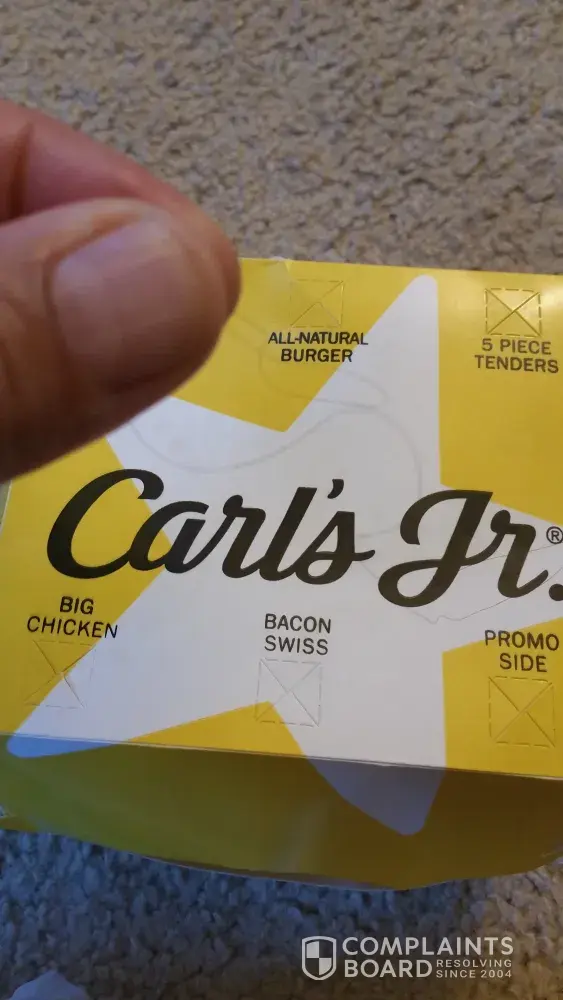 ALL-NATURAL
BURGER
5 PIECE
TENDERS
Carl's Jr.®
BIG
CHICKEN
BACON
SWISS
PROMO
SIDE
COMPLAINTS
BOARD
RESOLVING
SINCE 2004